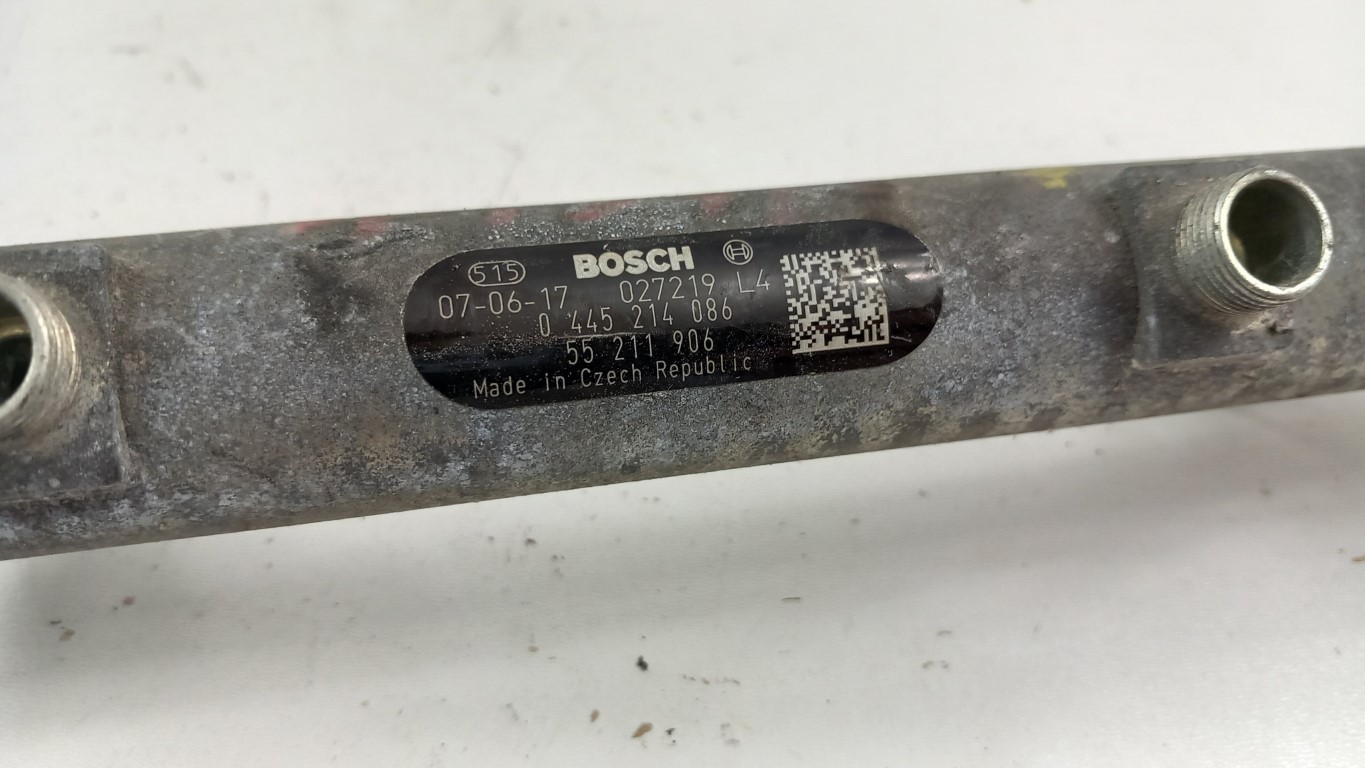 515 BOSCH
07-06-17 027219 L4
0 445 214 086
55 211 906
Made in Czech Republic